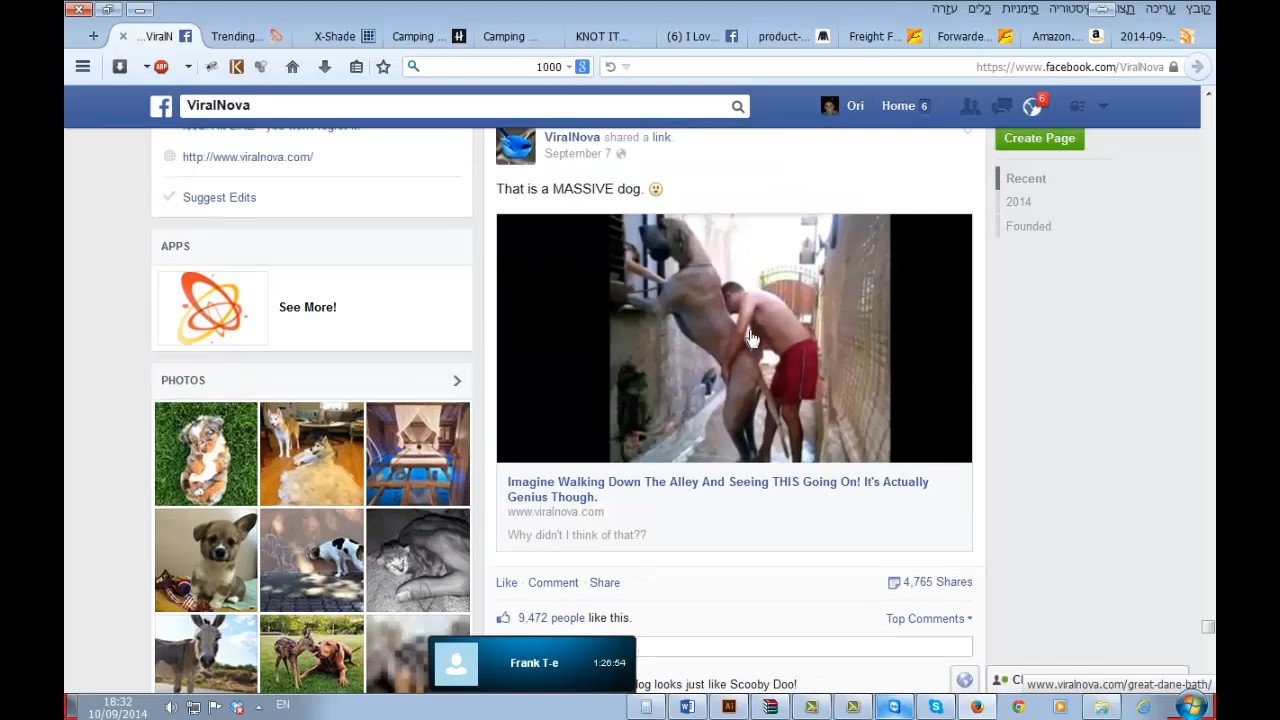 קובץ עריכה תצו יסטוריה סימניות כלים עזרה
...ViralN Trending... X-Shade Camping ... Camping ... KNOT IT... (6) I Lov... product-... Freight F... Forwarde... Amazon... 2014-09-...
1000 https://www.facebook.com/ViralNova
ViralNova Ori Home 6 6
http://www.viralnova.com/
Suggest Edits
APPS
See More!
PHOTOS
ViralNova shared a link.
September 7
That is a MASSIVE dog.
Imagine Walking Down The Alley And Seeing THIS Going On! It's Actually
Genius Though.
www.viralnova.com
Why didn't I think of that??
Like · Comment · Share 4,765 Shares
9,472 people like this. Top Comments
dog looks just like Scooby Doo!
Create Page
Recent
2014
Founded
Frank T-e 1:26:54
www.viralnova.com/great-dane-bath/
18:32
10/09/2014
EN